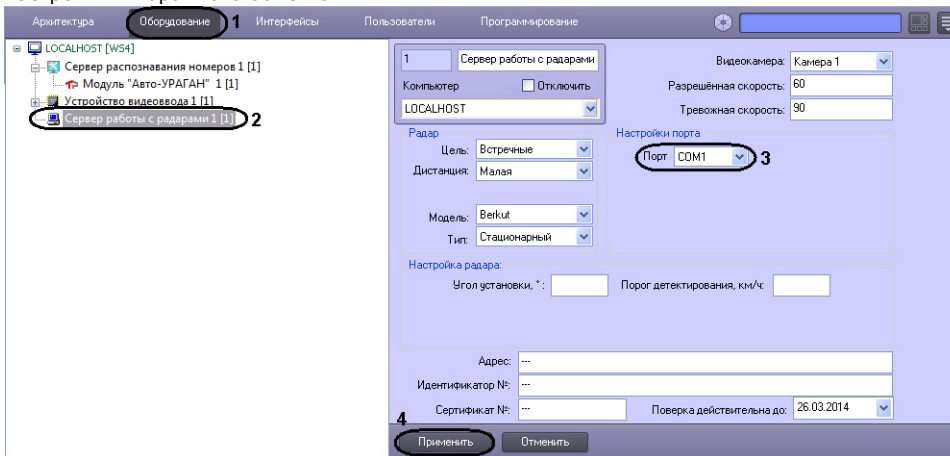 Архитектура Оборудование 1 Интерфейсы Пользователи Программирование
LOCALHOST [WS4]
Сервер распознавания номеров 1 [1]
Модуль "Авто-УРАГАН" 1 [1]
Устройство видеоввода 1 [1]
Сервер работы с радарами 1 [1] 2
1 Сервер работы с радарами
Компьютер Отключить
LOCALHOST
Видеокамера: Камера 1
Разрешённая скорость: 60
Тревожная скорость: 90
Радар
Цель: Встречные
Дистанция: Малая
Модель: Berkut
Тип: Стационарный
Настройки порта
Порт COM1 3
Настройка радара:
Угол установки, °: Порог детектирования, км/ч:
Адрес: ---
Идентификатор №: ---
Сертификат №: --- Поверка действительна до: 26.03.2014
4
Применить Отменить